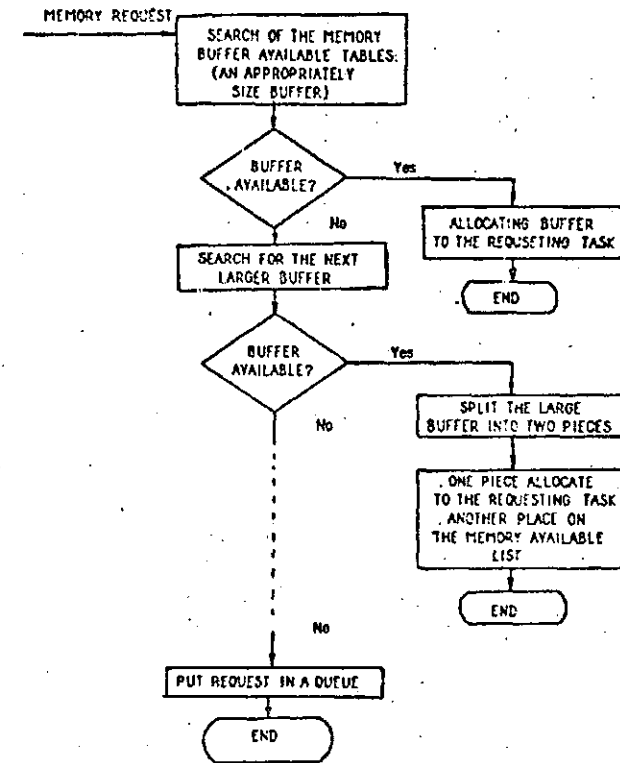 MEMORY REQUEST
SEARCH OF THE MEMORY
BUFFER AVAILABLE TABLES:
(AN APPROPRIATELY
SIZE BUFFER)
BUFFER
AVAILABLE?
Yes
No
ALLOCATING BUFFER
TO THE REQUSETING TASK
END
SEARCH FOR THE NEXT
LARGER BUFFER
BUFFER
AVAILABLE?
Yes
No
SPLIT THE LARGE
BUFFER INTO TWO PIECES
. ONE PIECE ALLOCATE
TO THE REQUESTING TASK
. ANOTHER PLACE ON
THE MEMORY AVAILABLE
LIST
END
No
PUT REQUEST IN A QUEUE
END